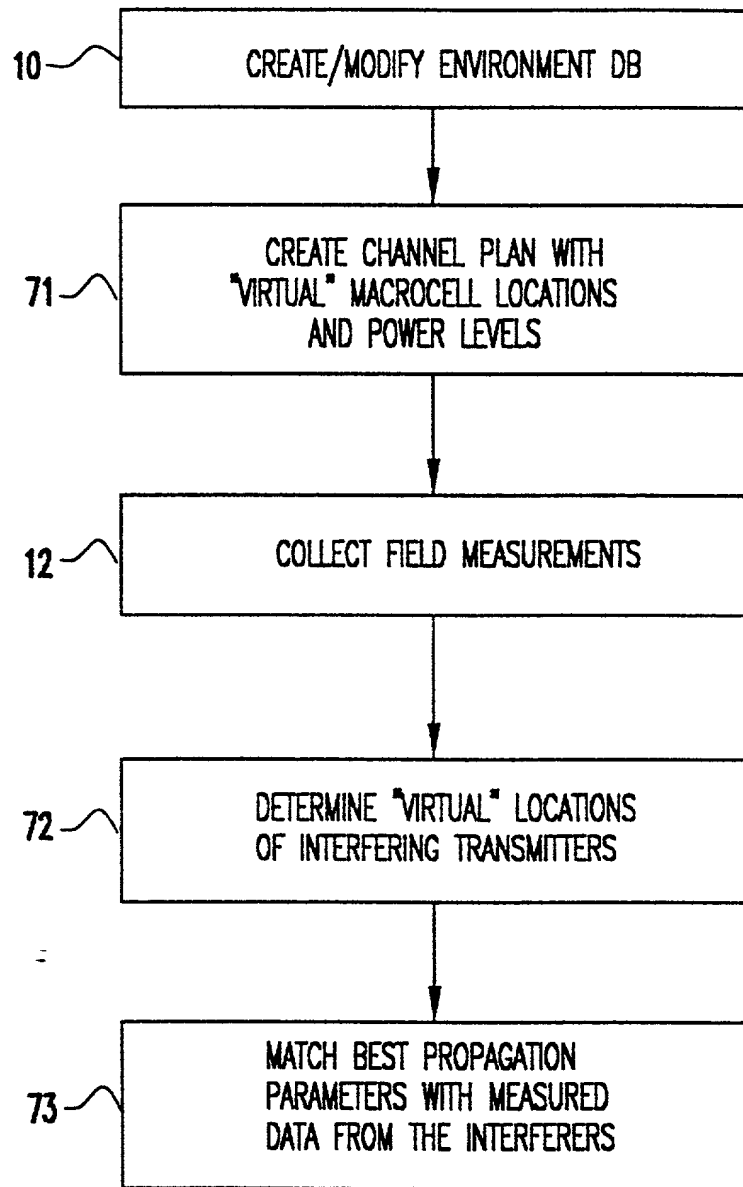 10
CREATE/MODIFY ENVIRONMENT DB
71
CREATE CHANNEL PLAN WITH
"VIRTUAL" MACROCELL LOCATIONS
AND POWER LEVELS
12
COLLECT FIELD MEASUREMENTS
72
DETERMINE "VIRTUAL" LOCATIONS
OF INTERFERING TRANSMITTERS
73
MATCH BEST PROPAGATION
PARAMETERS WITH MEASURED
DATA FROM THE INTERFERERS